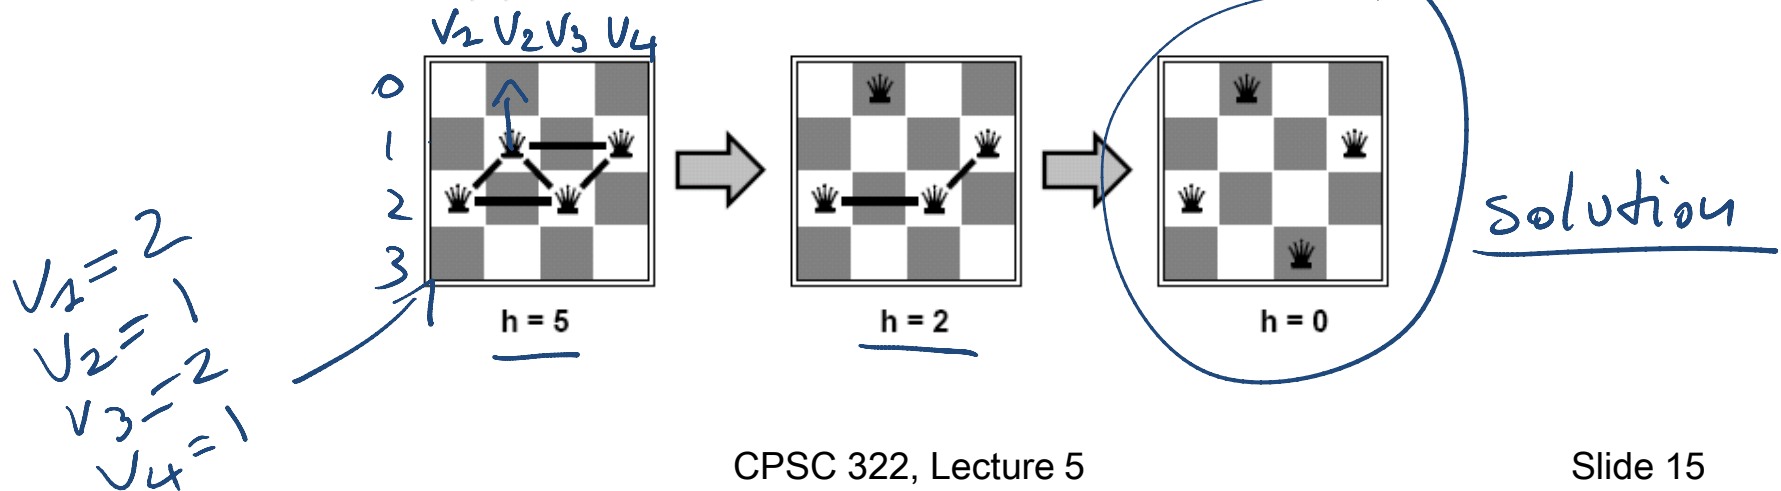 V1 V2 V3 V4
0
1
2
3
V1 = 2
V2 = 1
V3 = 2
V4 = 1
h = 5
h = 2
h = 0
solution
CPSC 322, Lecture 5
Slide 15